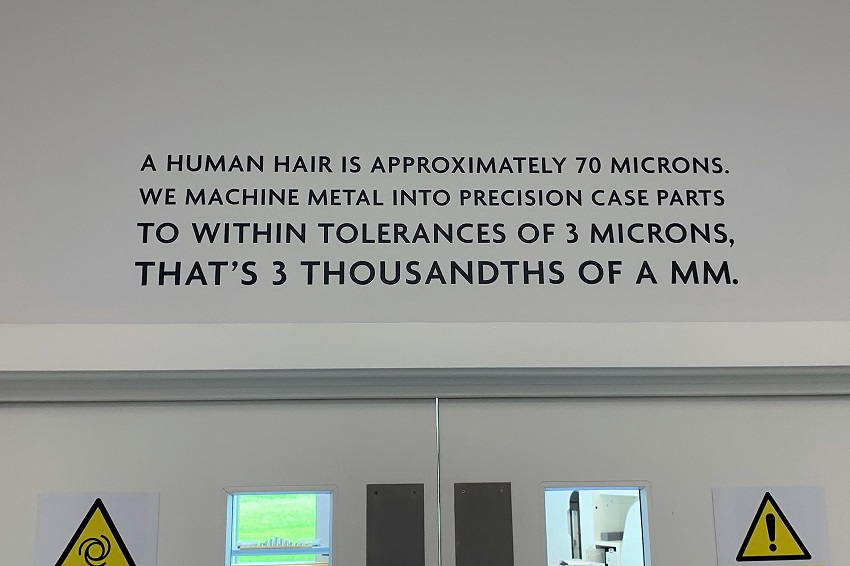 A HUMAN HAIR IS APPROXIMATELY 70 MICRONS.
WE MACHINE METAL INTO PRECISION CASE PARTS
TO WITHIN TOLERANCES OF 3 MICRONS,
THAT'S 3 THOUSANDTHS OF A MM.
!